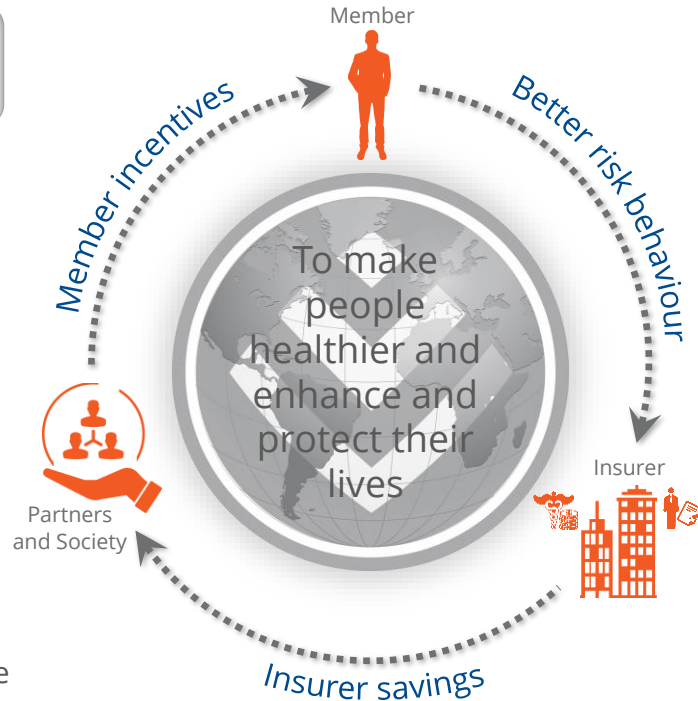 Member
Member incentives
Better risk behaviour
To make
people
healthier and
enhance and
protect their
lives
Insurer
Partners
and Society
Insurer savings
e